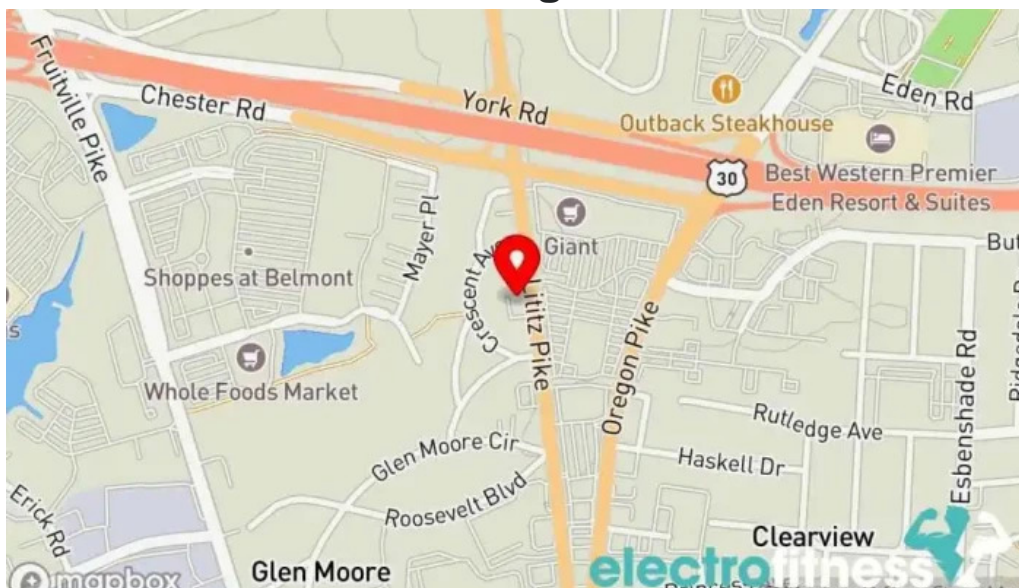 Fruitville Pike
Chester Rd
York Rd
Eden Rd
Outback Steakhouse
30
Best Western Premier
Eden Resort & Suites
Mayer Pl
Giant
Shoppes at Belmont
Crescent
Lititz Pike
Oregon Pike
Esbenshade Rd
Whole Foods Market
Rutledge Ave
Glen Moore Cir
Haskell Dr
Roosevelt Blvd
Erick Rd
Clearview
Glen Moore
electrofitness
mapbox